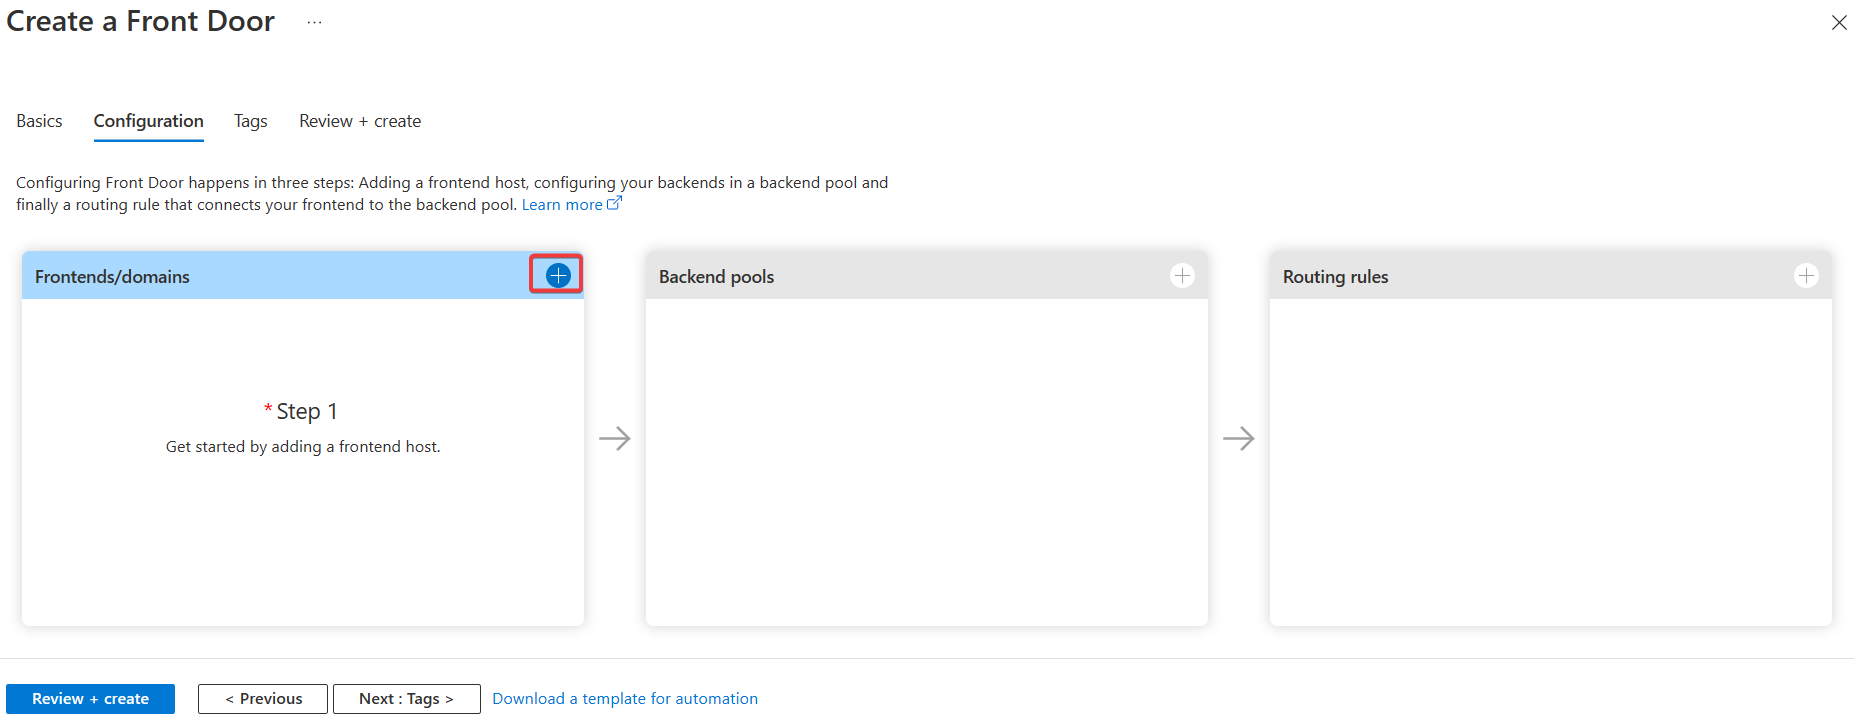 Create a Front Door ...
Basics Configuration Tags Review + create
Configuring Front Door happens in three steps: Adding a frontend host, configuring your backends in a backend pool and
finally a routing rule that connects your frontend to the backend pool. Learn more
Frontends/domains
* Step 1
Get started by adding a frontend host.
Backend pools
Routing rules
Review + create < Previous Next : Tags > Download a template for automation